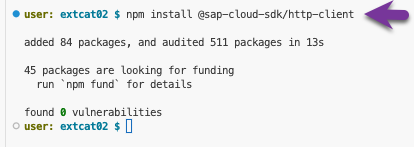 user: extcat02 $ npm install @sap-cloud-sdk/http-client
added 84 packages, and audited 511 packages in 13s
45 packages are looking for funding
run `npm fund` for details
found 0 vulnerabilities
user: extcat02 $